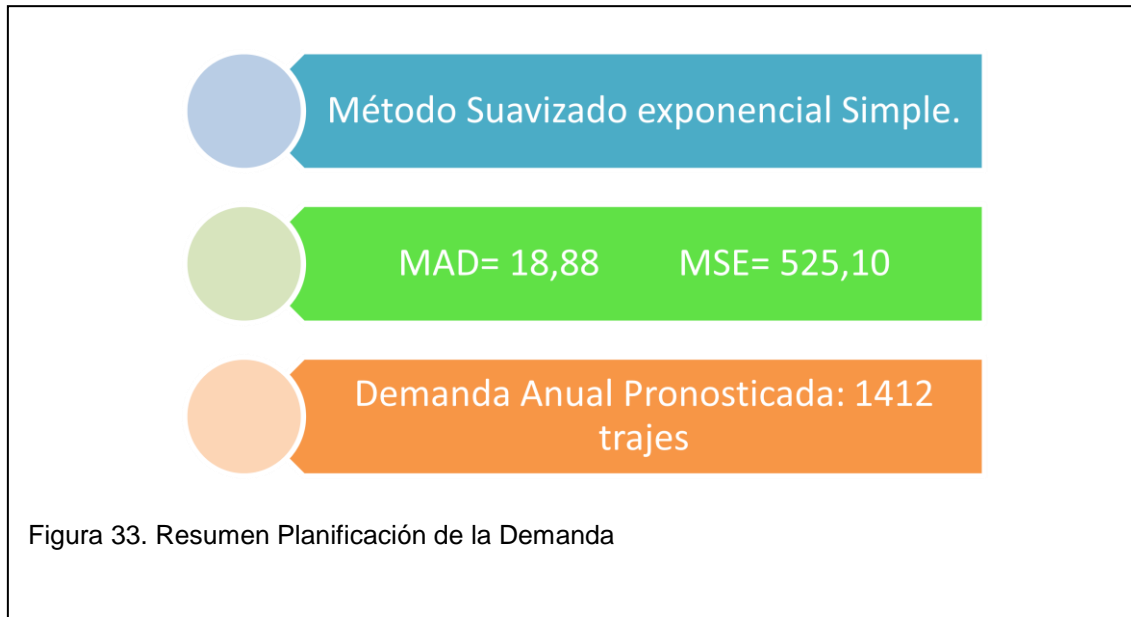 Método Suavizado exponencial Simple.
MAD= 18,88 MSE= 525,10
Demanda Anual Pronosticada: 1412
trajes
Figura 33. Resumen Planificación de la Demanda